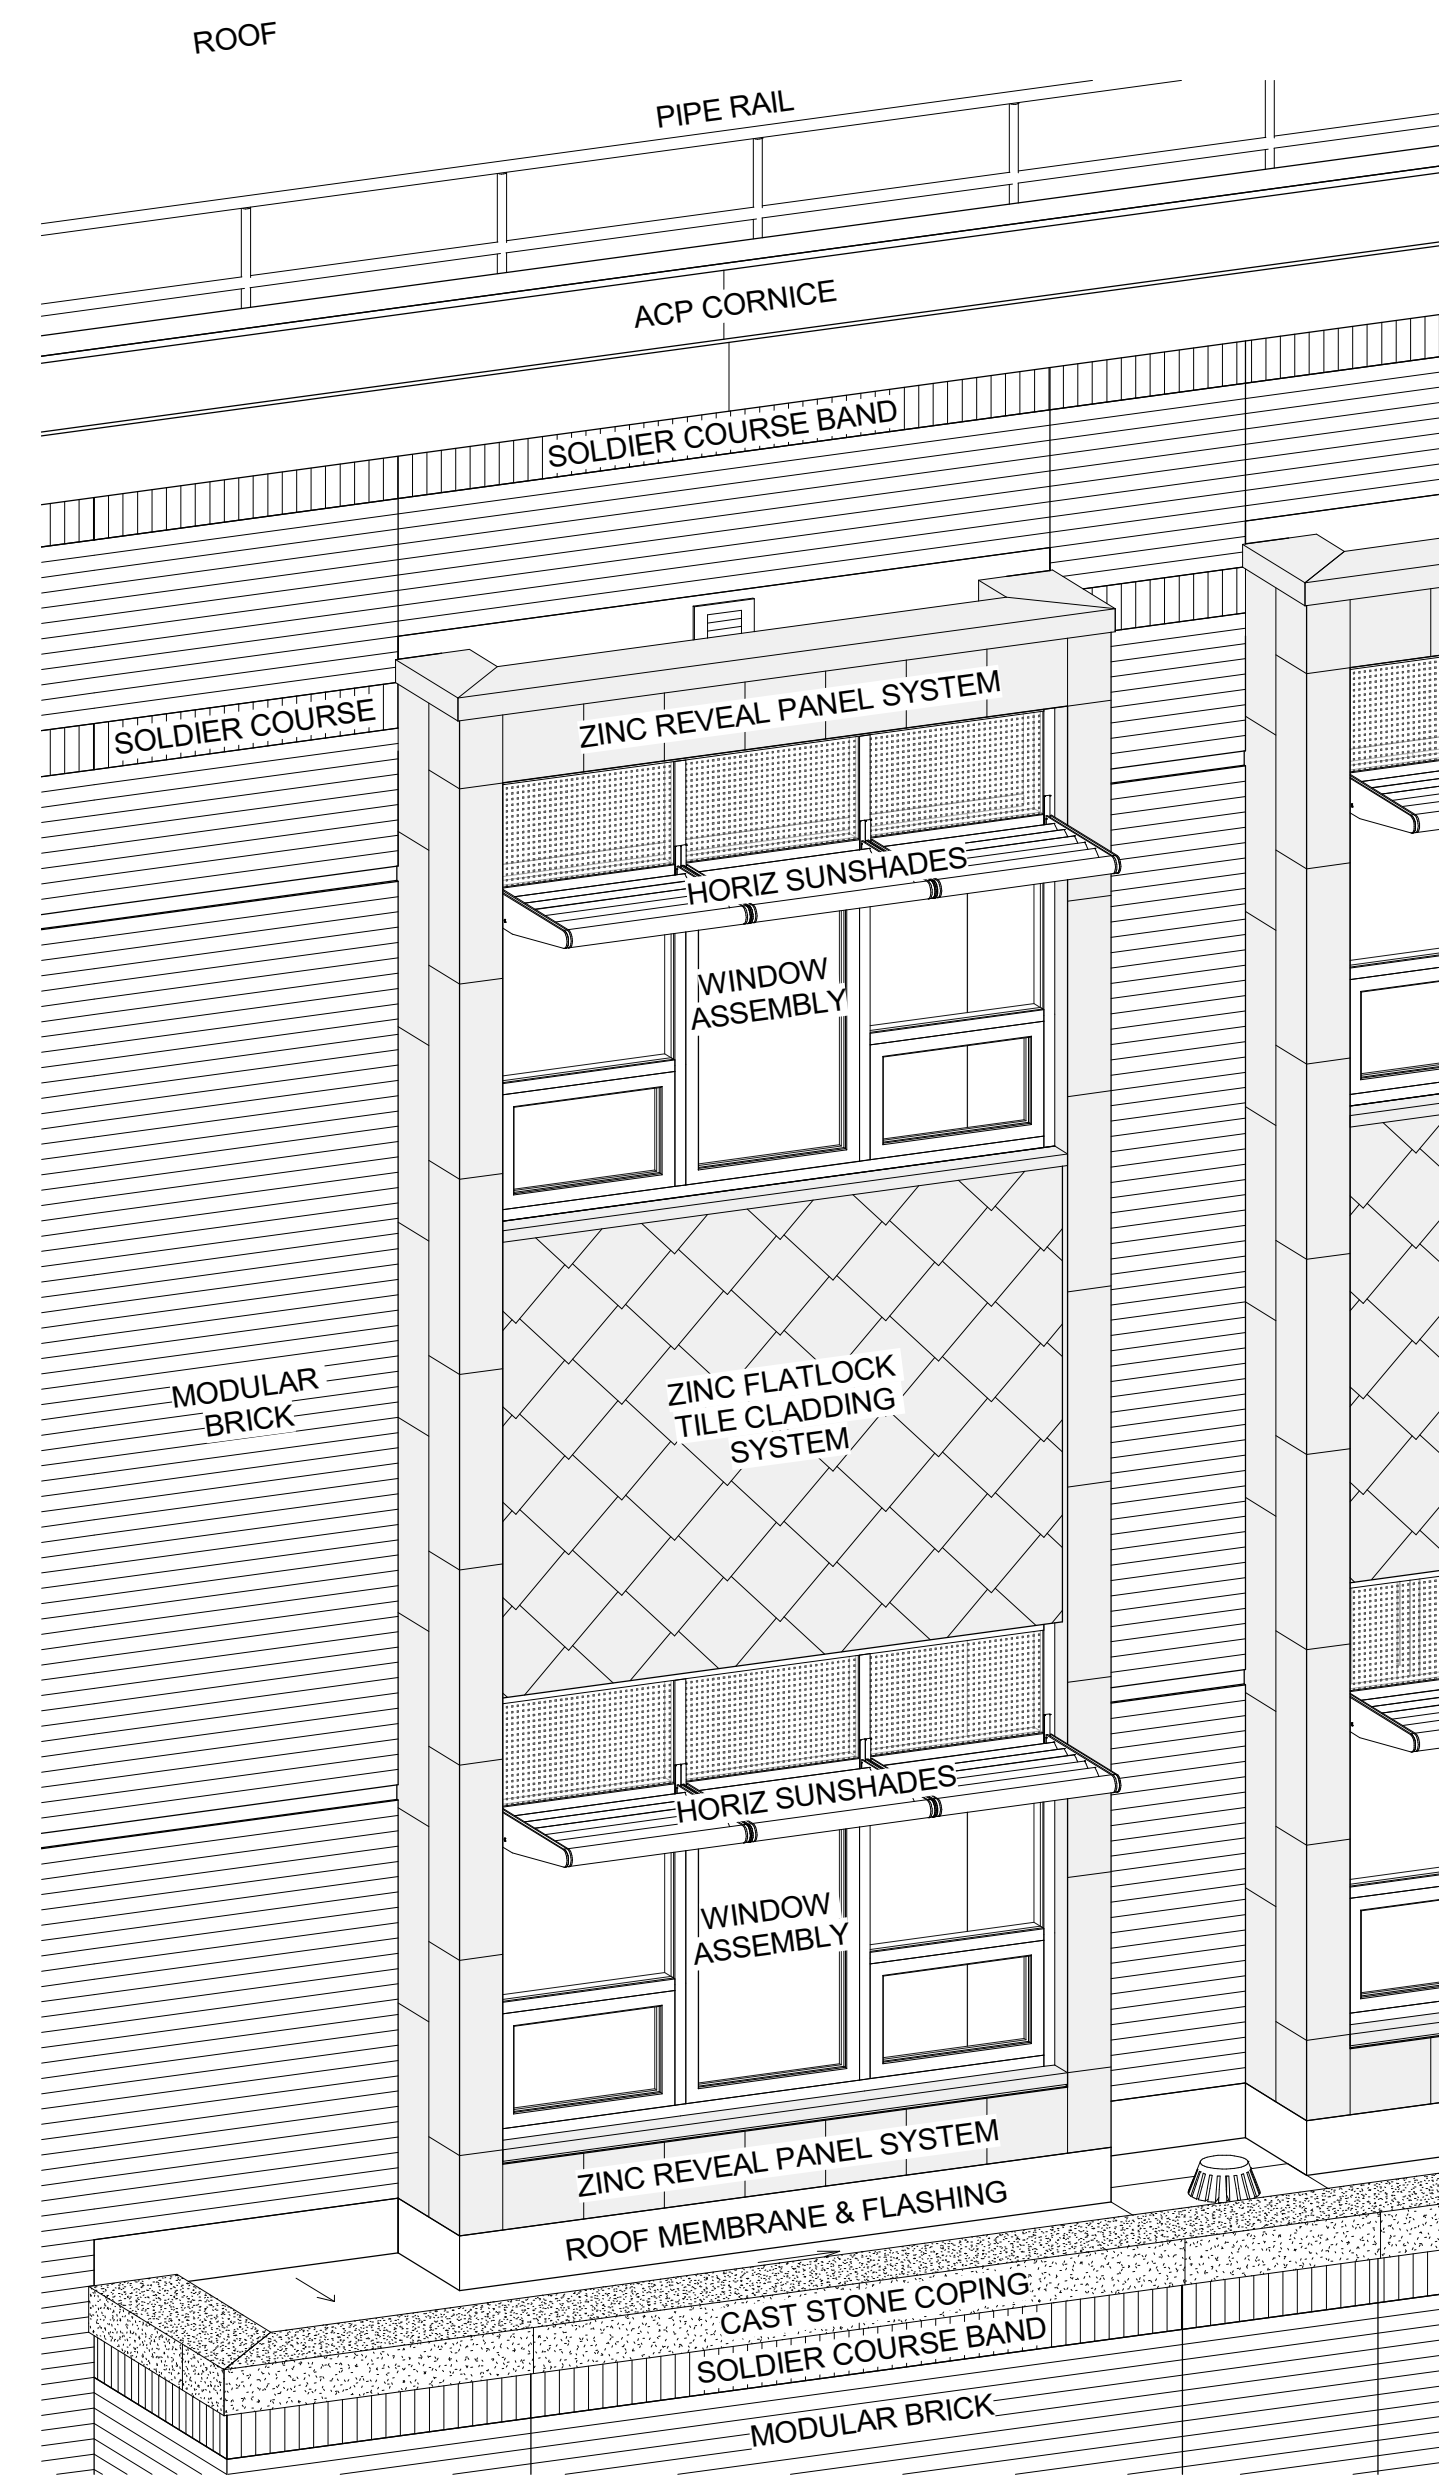 ROOF
PIPE RAIL
ACP CORNICE
SOLDIER COURSE BAND
ZINC REVEAL PANEL SYSTEM
SOLDIER COURSE
HORIZ SUNSHADES
WINDOW
ASSEMBLY
MODULAR
BRICK
ZINC FLATLOCK
TILE CLADDING
SYSTEM
HORIZ SUNSHADES
WINDOW
ASSEMBLY
ZINC REVEAL PANEL SYSTEM
ROOF MEMBRANE & FLASHING
CAST STONE COPING
SOLDIER COURSE BAND
MODULAR BRICK